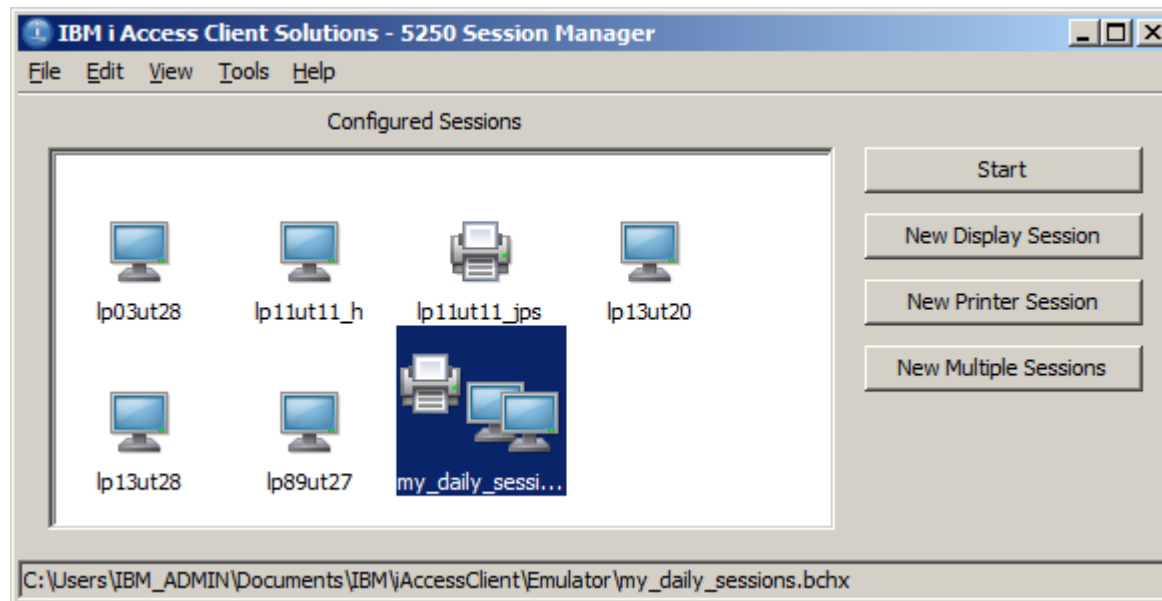 IBM i Access Client Solutions - 5250 Session Manager
File Edit View Tools Help
Configured Sessions
Start
New Display Session
New Printer Session
New Multiple Sessions
lp03ut28 lp11ut11_h lp11ut11_jps lp13ut20
lp13ut28 lp89ut27 my_daily_sessi...
C:\Users\IBM_ADMIN\Documents\IBM\iAccessClient\Emulator\my_daily_sessions.bchx